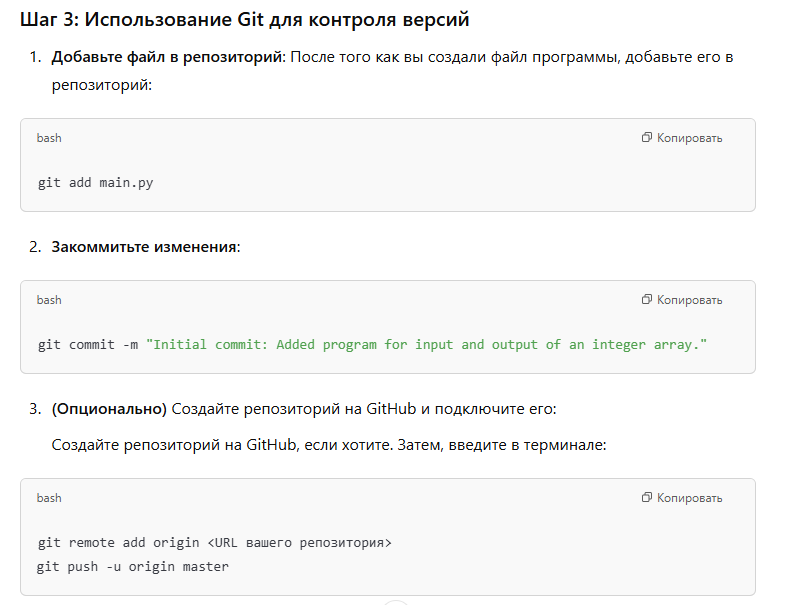 Шаг 3: Использование Git для контроля версий
1. Добавьте файл в репозиторий: После того как вы создали файл программы, добавьте его в
репозиторий:
bash Копировать
git add main.py
2. Закоммитьте изменения:
bash Копировать
git commit -m "Initial commit: Added program for input and output of an integer array."
3. (Опционально) Создайте репозиторий на GitHub и подключите его:
Создайте репозиторий на GitHub, если хотите. Затем, введите в терминале:
bash Копировать
git remote add origin <URL вашего репозитория>
git push -u origin master